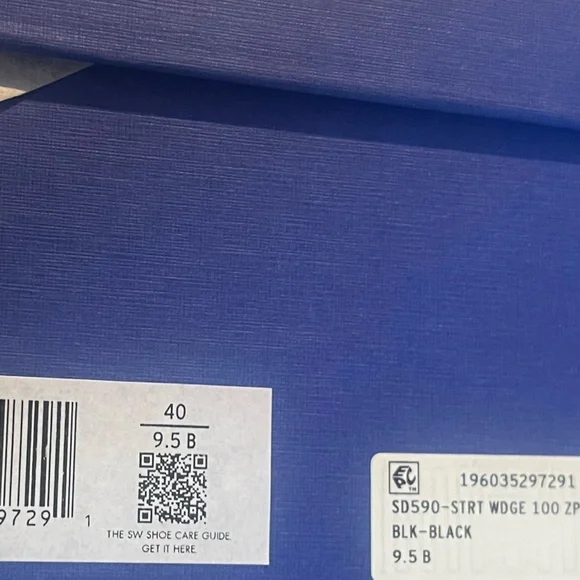 40
9.5 B
9729 1
THE SW SHOE CARE GUIDE.
GET IT HERE.
196035297291
SD590-STRT WDGE 100 ZP
BLK-BLACK
9.5 B